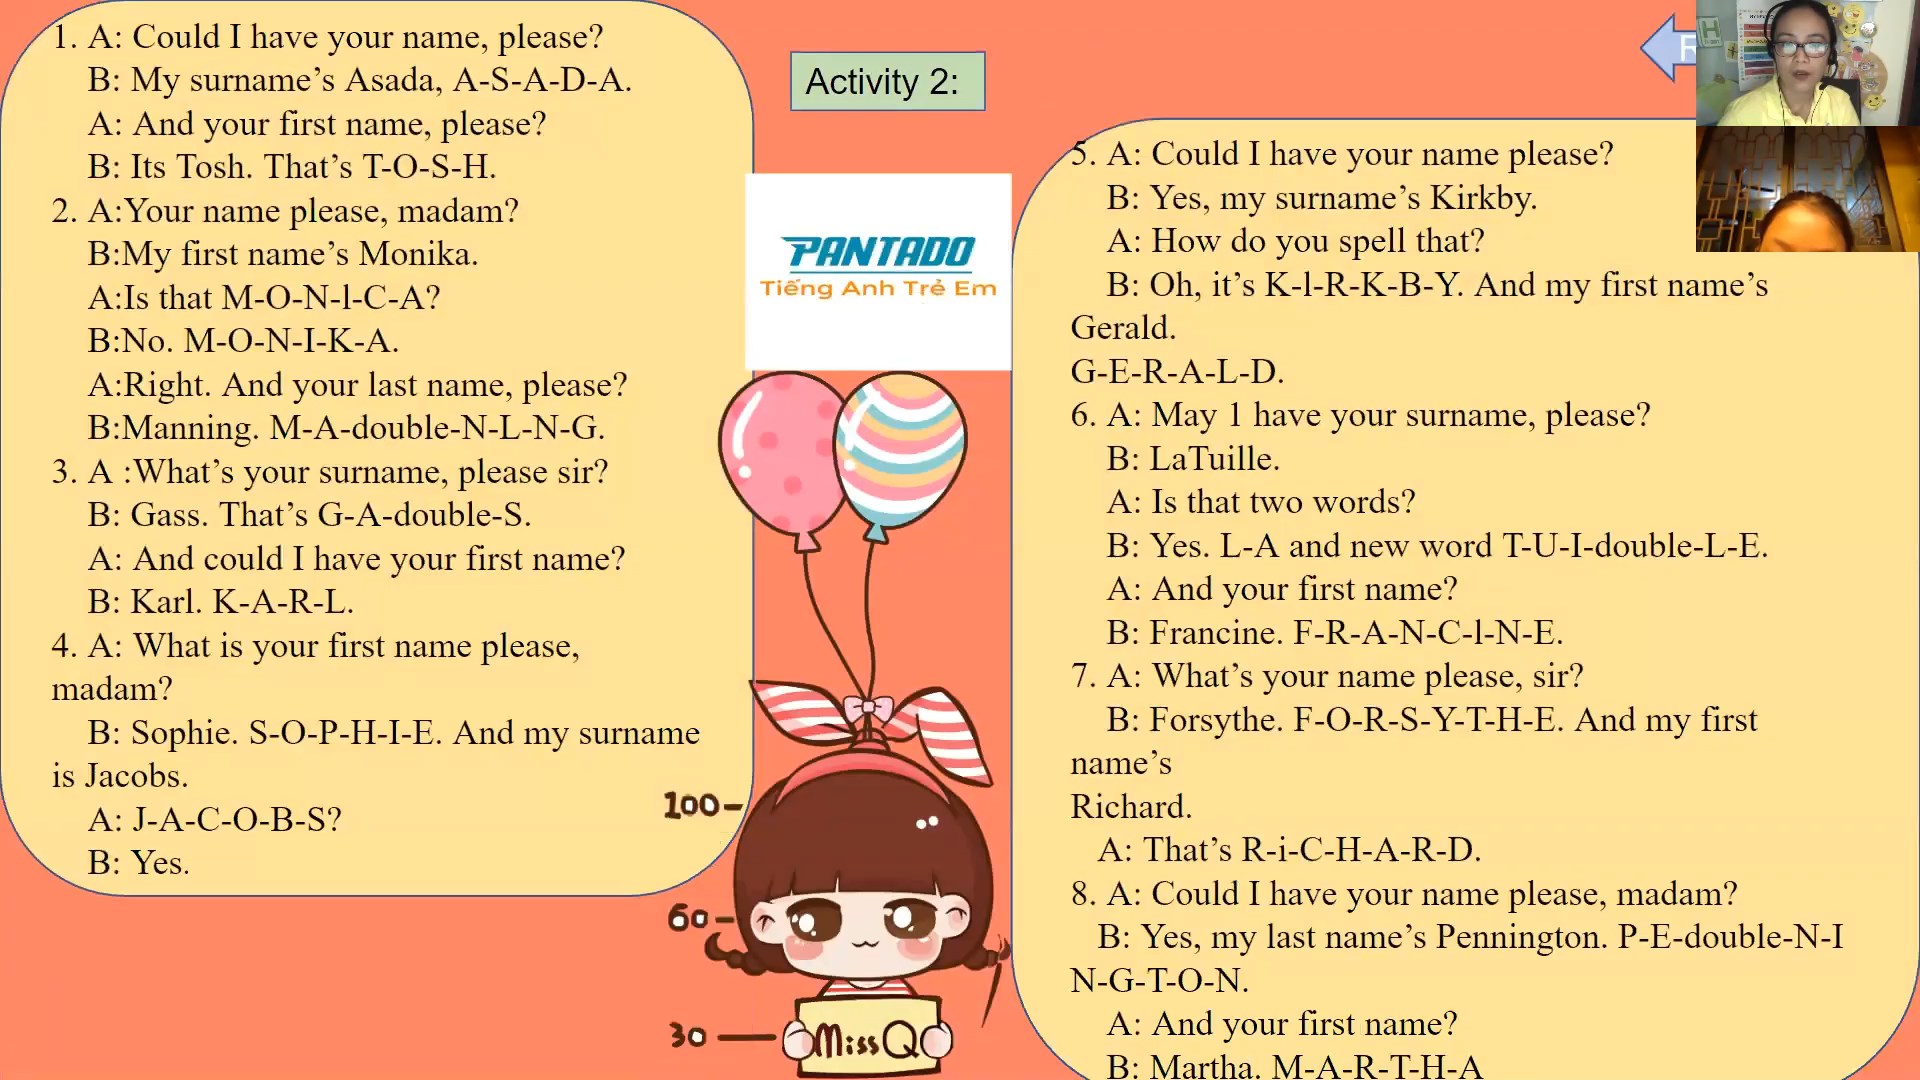 1. A: Could I have your name, please?
B: My surname’s Asada, A-S-A-D-A.
A: And your first name, please?
B: Its Tosh. That’s T-O-S-H.
2. A:Your name please, madam?
B:My first name’s Monika.
A:Is that M-O-N-l-C-A?
B:No. M-O-N-I-K-A.
A:Right. And your last name, please?
B:Manning. M-A-double-N-L-N-G.
3. A :What’s your surname, please sir?
B: Gass. That’s G-A-double-S.
A: And could I have your first name?
B: Karl. K-A-R-L.
4. A: What is your first name please,
madam?
B: Sophie. S-O-P-H-I-E. And my surname
is Jacobs.
A: J-A-C-O-B-S?
B: Yes.
Activity 2:
PANTADO
Tiếng Anh Trẻ Em
100
60
30
Miss Q
5. A: Could I have your name please?
B: Yes, my surname’s Kirkby.
A: How do you spell that?
B: Oh, it’s K-l-R-K-B-Y. And my first name’s
Gerald.
G-E-R-A-L-D.
6. A: May 1 have your surname, please?
B: LaTuille.
A: Is that two words?
B: Yes. L-A and new word T-U-I-double-L-E.
A: And your first name?
B: Francine. F-R-A-N-C-l-N-E.
7. A: What’s your name please, sir?
B: Forsythe. F-O-R-S-Y-T-H-E. And my first
name’s
Richard.
A: That’s R-i-C-H-A-R-D.
8. A: Could I have your name please, madam?
B: Yes, my last name’s Pennington. P-E-double-N-I
N-G-T-O-N.
A: And your first name?
B: Martha. M-A-R-T-H-A